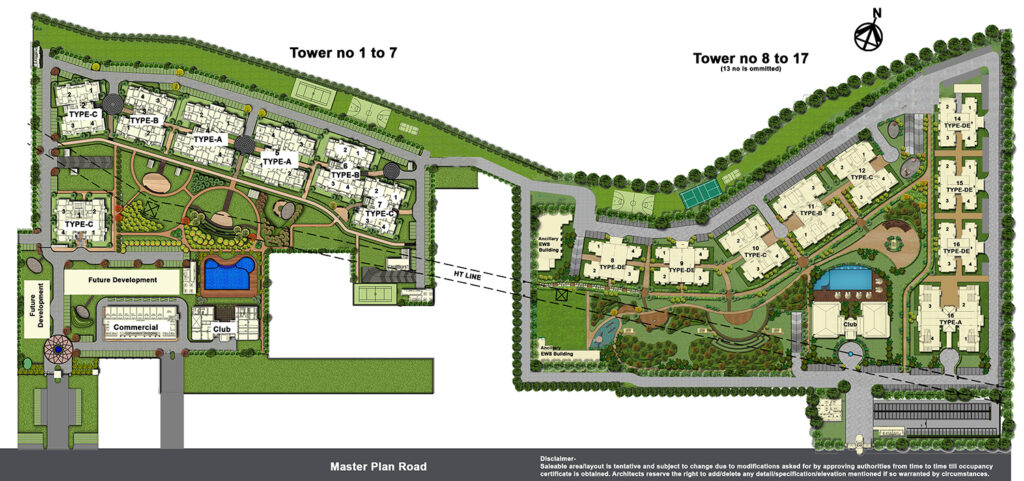 N
Tower no 1 to 7
Tower no 8 to 17
(13 no is ommitted)
TYPE-C
TYPE-B
TYPE-A
5
TYPE-A
6
TYPE-B
7
TYPE-C
TYPE-C
14
TYPE-DE
15
TYPE-DE
16
TYPE-DE
16
TYPE-A
12
TYPE-C
11
TYPE-B
10
TYPE-C
9
TYPE-DE
8
TYPE-DE
Ancillary
EWS
Building
HT LINE
Future Development
Future
Development
Commercial
Club
Club
Ancillary
EWS Building
Master Plan Road
Disclaimer-
Saleable area/layout is tentative and subject to change due to modifications asked for by approving authorities from time to time till occupancy
certificate is obtained. Architects reserve the right to add/delete any detail/specification/elevation mentioned if so warranted by circumstances.